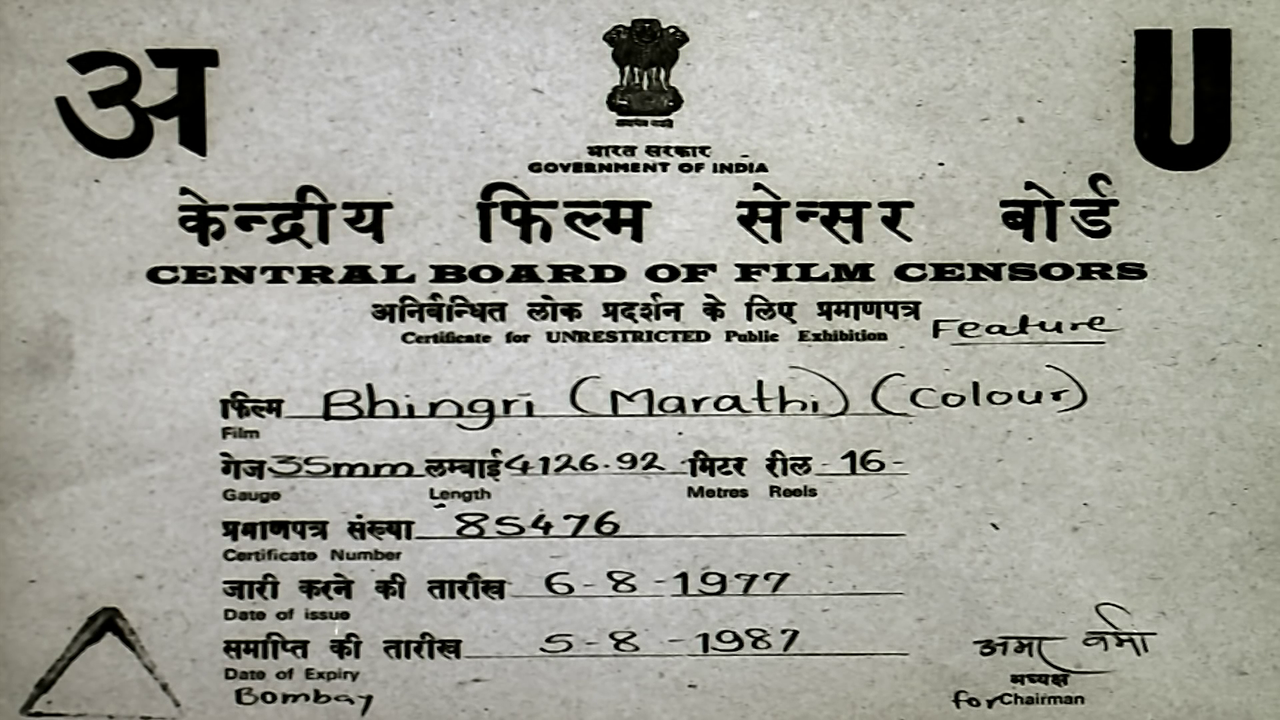 अ U
भारत सरकार
GOVERNMENT OF INDIA
केन्द्रीय फिल्म सेन्सर बोर्ड
CENTRAL BOARD OF FILM CENSORS
अनिर्बन्धित लोक प्रदर्शन के लिए प्रमाणपत्र
Certificate for UNRESTRICTED Public Exhibition Feature
फिल्म Bhingri (Marathi) (Colour)
Film
गेज 35mm लम्बाई 4126.92 मिटर रील -16-
Gauge Length Metres Reels
प्रमाणपत्र संख्या 85476
Certificate Number
जारी करने की तारीख 6-8-1977
Date of issue
समाप्ति की तारीख 5-8-1987
Date of Expiry
Bombay
वर्मा
अध्यक्ष
for Chairman